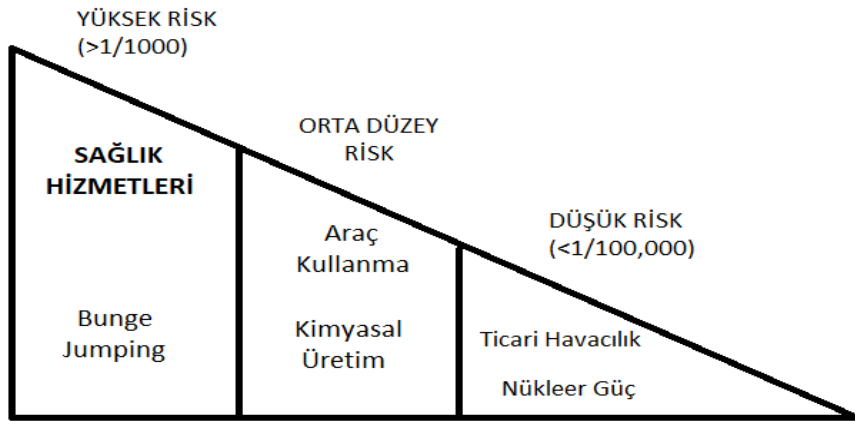 YÜKSEK RİSK
(>1/1000)
SAĞLIK
HİZMETLERİ
Bunge
Jumping
ORTA DÜZEY
RİSK
Araç
Kullanma
Kimyasal
Üretim
DÜŞÜK RİSK
(<1/100,000)
Ticari Havacılık
Nükleer Güç